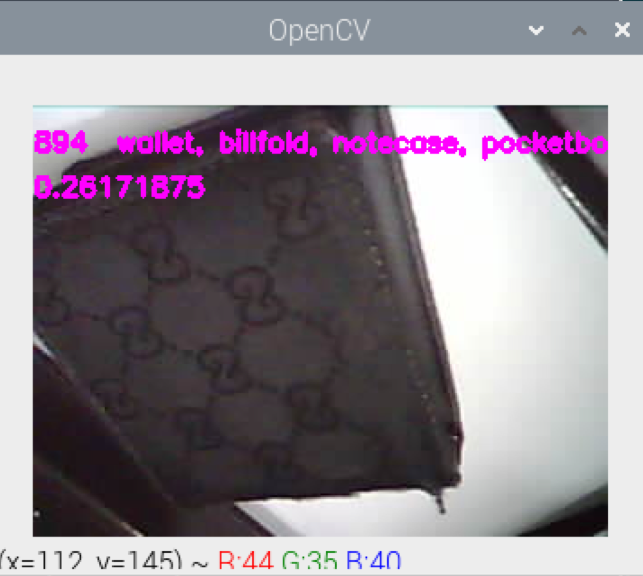 OpenCV
894 wallet, billfold, notecase, pocketbo
0.26171875
(x=112, y=145) ~ R:44 G:35 B:40